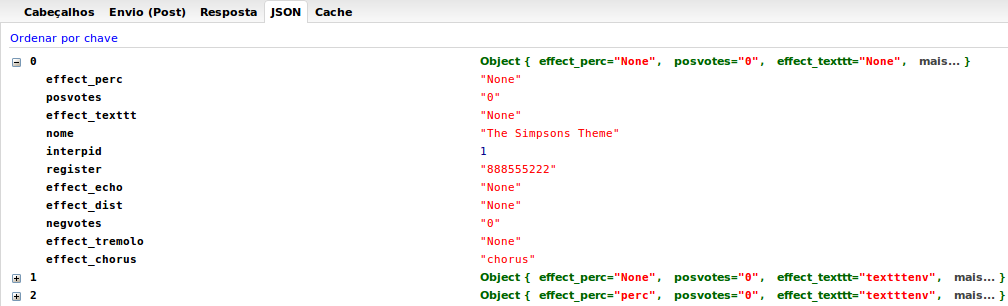 Cabeçalhos Envio (Post) Resposta JSON Cache
Ordenar por chave
0 Object { effect_perc="None", posvotes="0", effect_texttt="None", mais... }
effect_perc "None"
posvotes "0"
effect_texttt "None"
nome "The Simpsons Theme"
interpid 1
register "888555222"
effect_echo "None"
effect_dist "None"
negvotes "0"
effect_tremolo "None"
effect_chorus "chorus"
1 Object { effect_perc="None", posvotes="0", effect_texttt="textttenv", mais... }
2 Object { effect_perc="perc", posvotes="0", effect_texttt="textttenv", mais... }